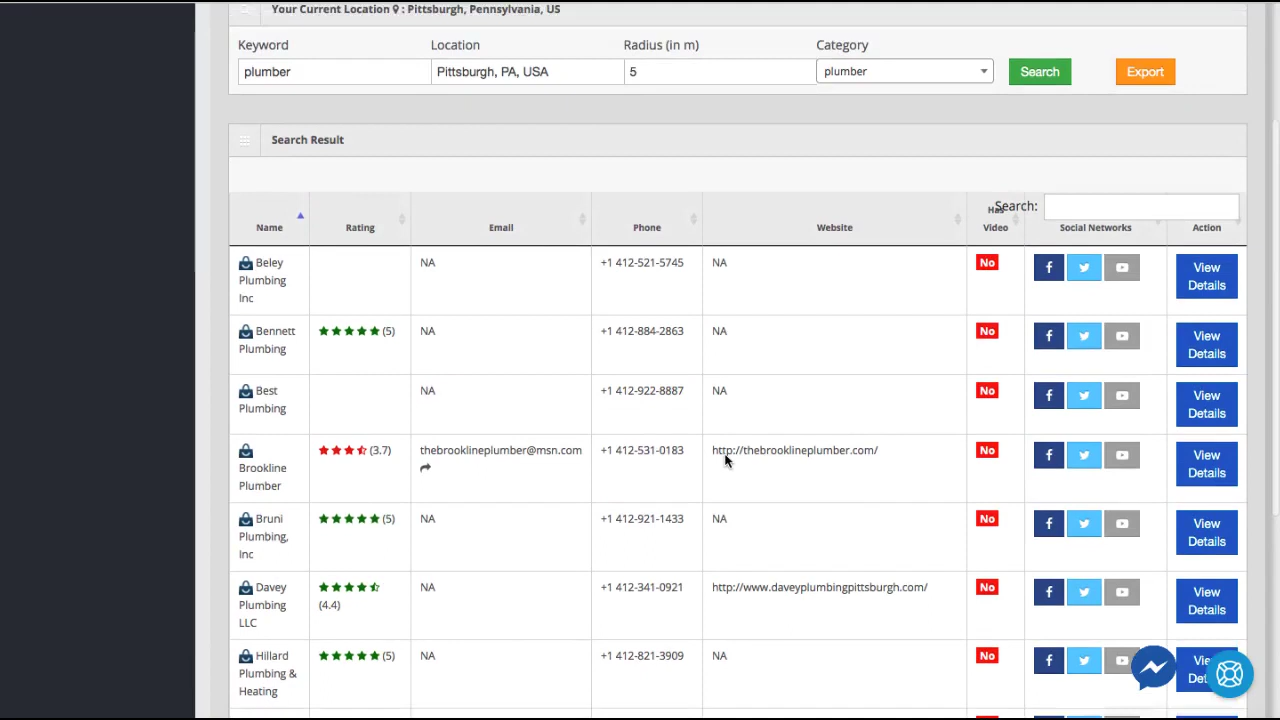 Your Current Location : Pittsburgh, Pennsylvania, US
Keyword Location Radius (in m) Category
plumber Pittsburgh, PA, USA 5 plumber Search Export
Search Result
Search:
Name Rating Email Phone Website Has Video Social Networks Action
Beley Plumbing Inc NA +1 412-521-5745 NA No View Details
Bennett Plumbing (5) NA +1 412-884-2863 NA No View Details
Best Plumbing NA +1 412-922-8887 NA No View Details
Brookline Plumber (3.7) thebrooklineplumber@msn.com +1 412-531-0183 http://thebrooklineplumber.com/ No View Details
Bruni Plumbing, Inc (5) NA +1 412-921-1433 NA No View Details
Davey Plumbing LLC (4.4) NA +1 412-341-0921 http://www.daveyplumbingpittsburgh.com/ No View Details
Hillard Plumbing & Heating (5) NA +1 412-821-3909 NA No